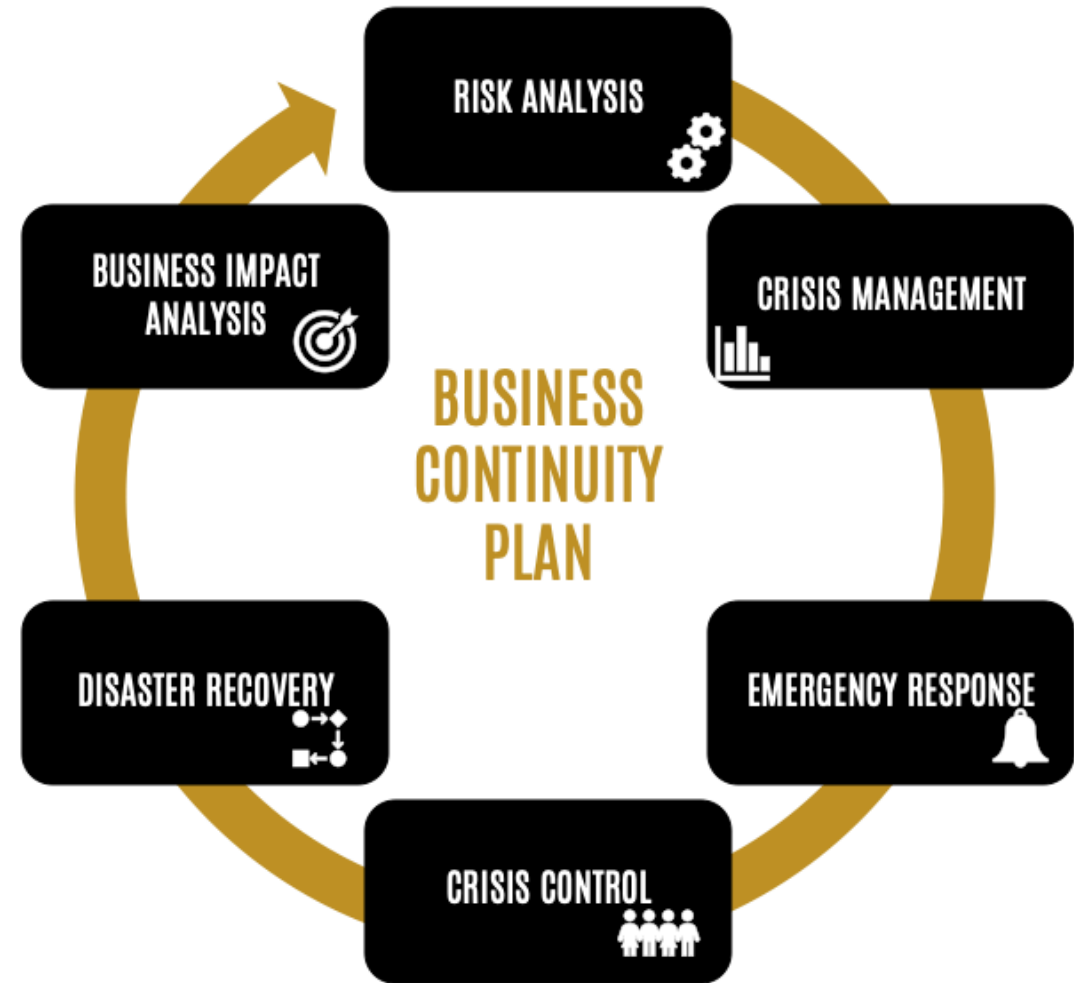 RISK ANALYSIS
CRISIS MANAGEMENT
EMERGENCY RESPONSE
CRISIS CONTROL
DISASTER RECOVERY
BUSINESS IMPACT
ANALYSIS
BUSINESS
CONTINUITY
PLAN